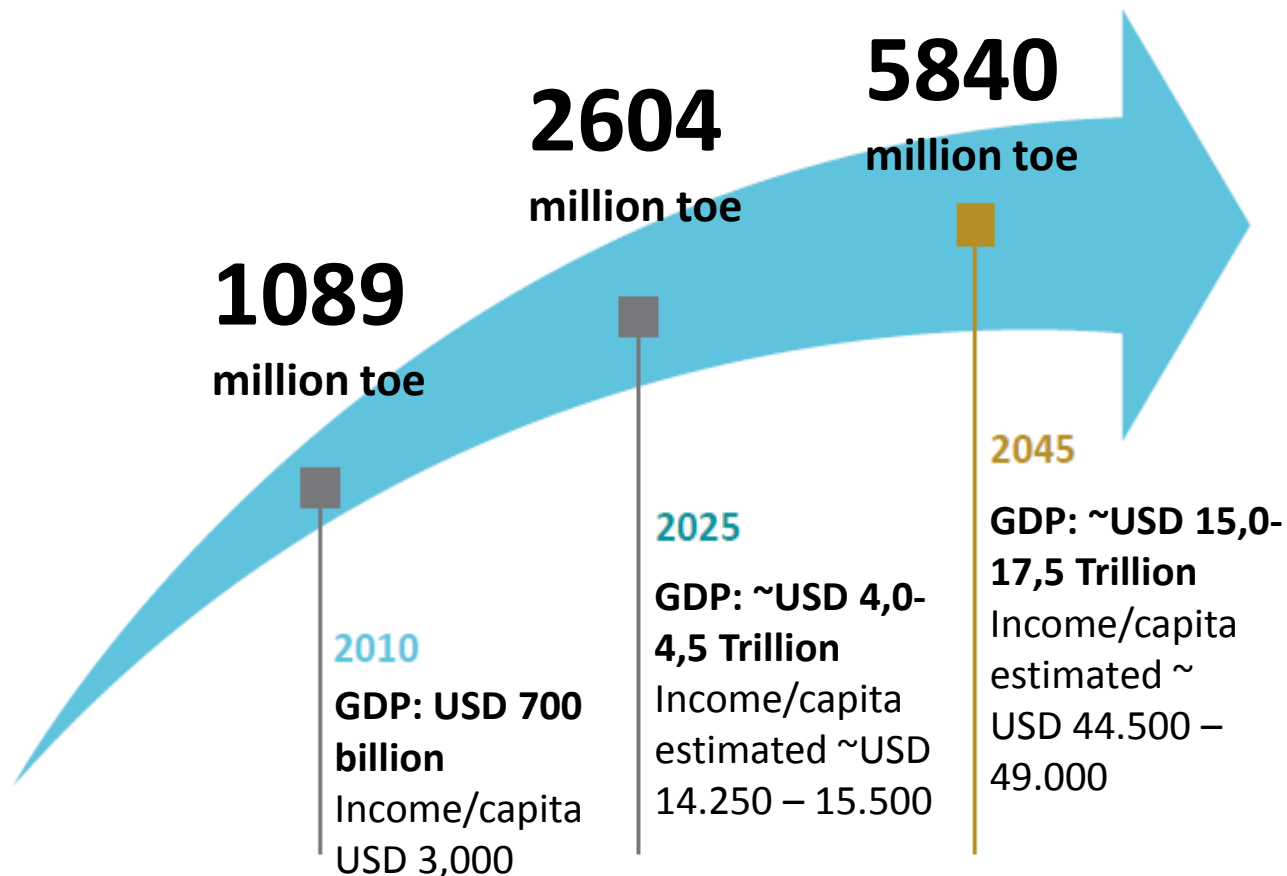 1089
million toe
2010
GDP: USD 700
billion
Income/capita
USD 3,000
2604
million toe
2025
GDP: ~USD 4,0-
4,5 Trillion
Income/capita
estimated ~USD
14.250 – 15.500
5840
million toe
2045
GDP: ~USD 15,0-
17,5 Trillion
Income/capita
estimated ~
USD 44.500 –
49.000